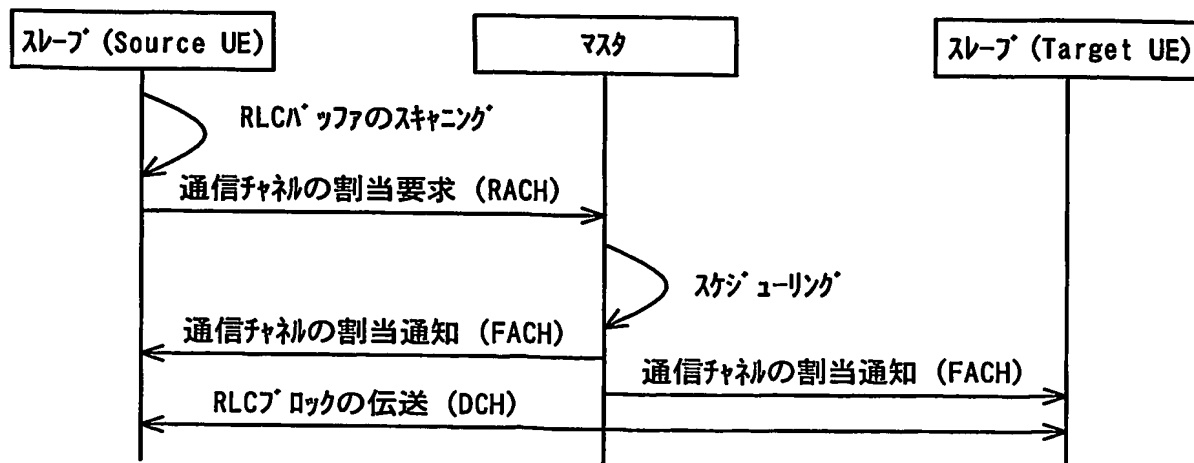 ｽﾚｰﾌﾞ (Source UE)
ﾏｽﾀ
ｽﾚｰﾌﾞ (Target UE)
RLCﾊﾞｯﾌｧのｽｷｬﾆﾝｸﾞ
通信ﾁｬﾈﾙの割当要求 (RACH)
ｽｹｼﾞｭｰﾘﾝｸﾞ
通信ﾁｬﾈﾙの割当通知 (FACH)
通信ﾁｬﾈﾙの割当通知 (FACH)
RLCﾌﾞﾛｯｸの伝送 (DCH)